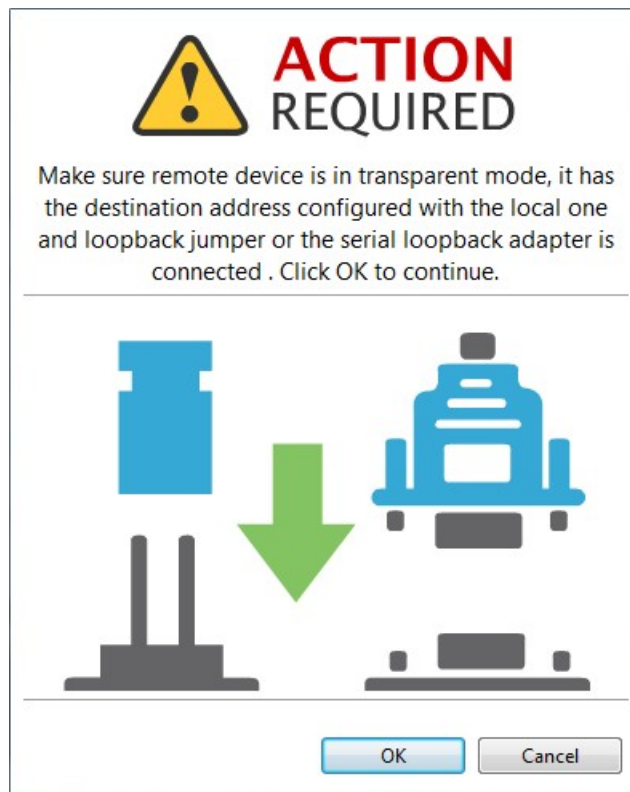 ACTION
REQUIRED
Make sure remote device is in transparent mode, it has
the destination address configured with the local one
and loopback jumper or the serial loopback adapter is
connected . Click OK to continue.
OK
Cancel